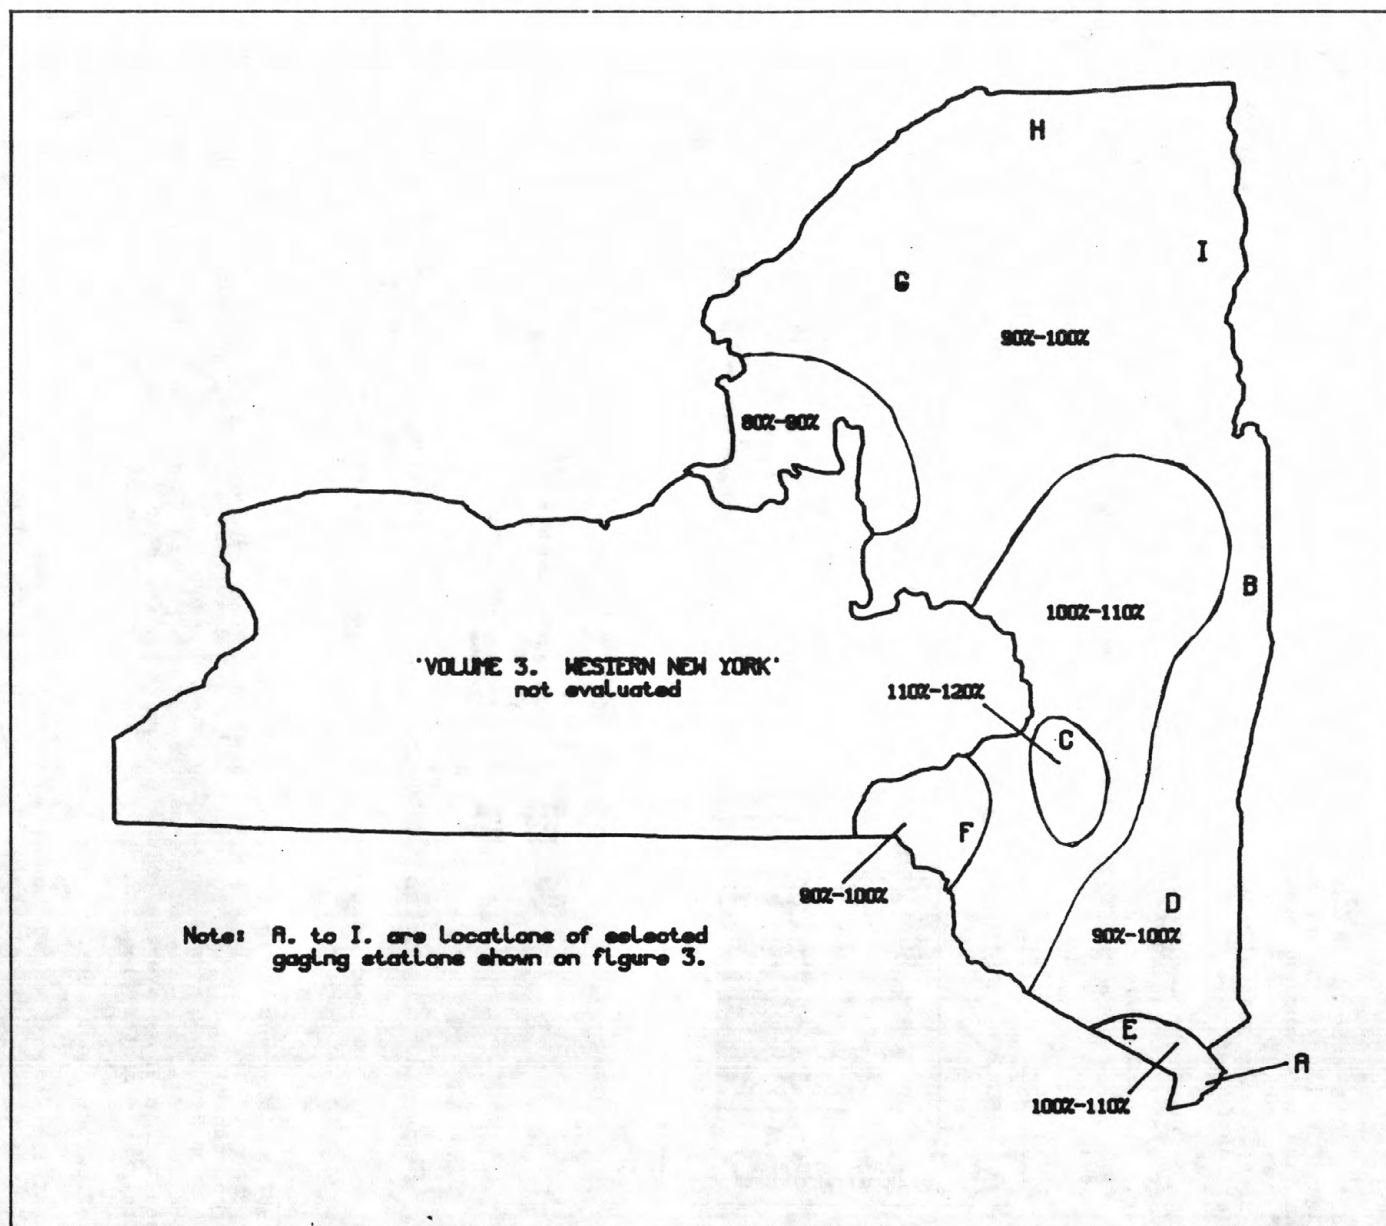 H
I
G
90%-100%
80%-90%
B
100%-110%
'VOLUME 3. WESTERN NEW YORK'
not evaluated
110%-120%
C
F
90%-100%
D
90%-100%
Note: A. to I. are locations of selected
gaging stations shown on figure 3.
E
A
100%-110%